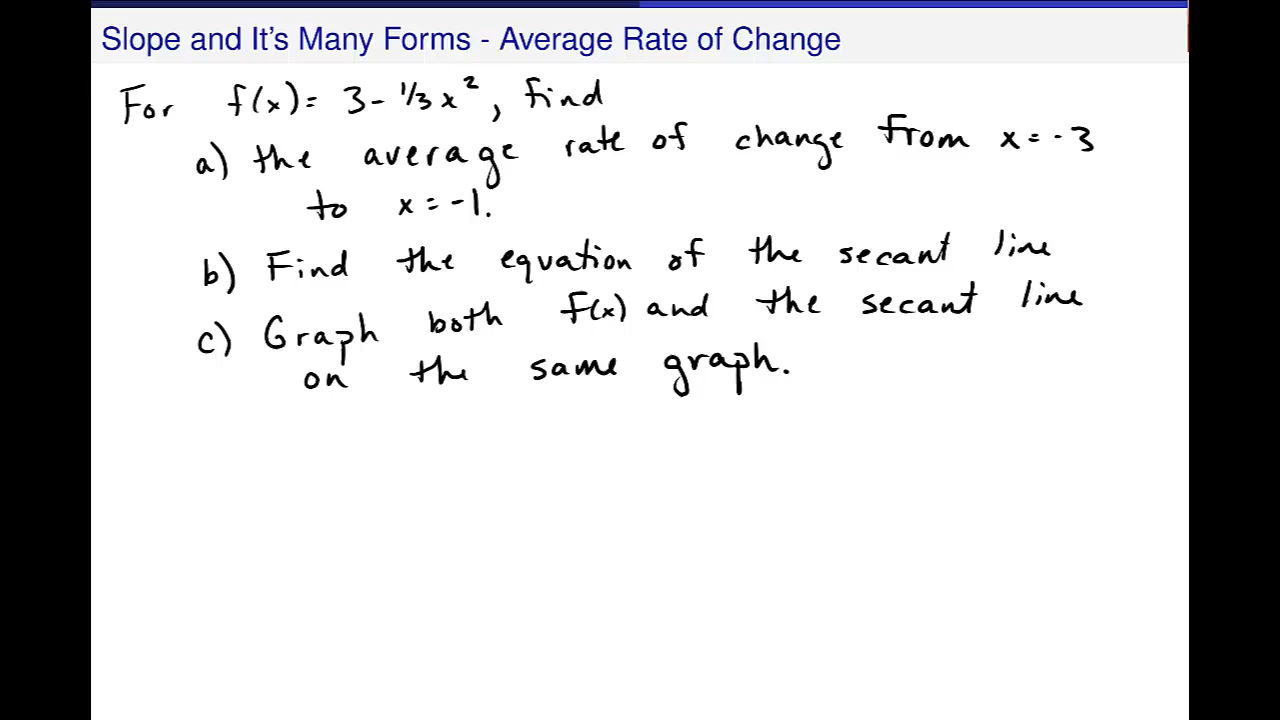 Slope and It's Many Forms - Average Rate of Change
For f(x) = 3 - 1/3 x², find
a) the average rate of change from x = -3
to x = -1.
b) Find the equation of the secant line
c) Graph both f(x) and the secant line
on the same graph.